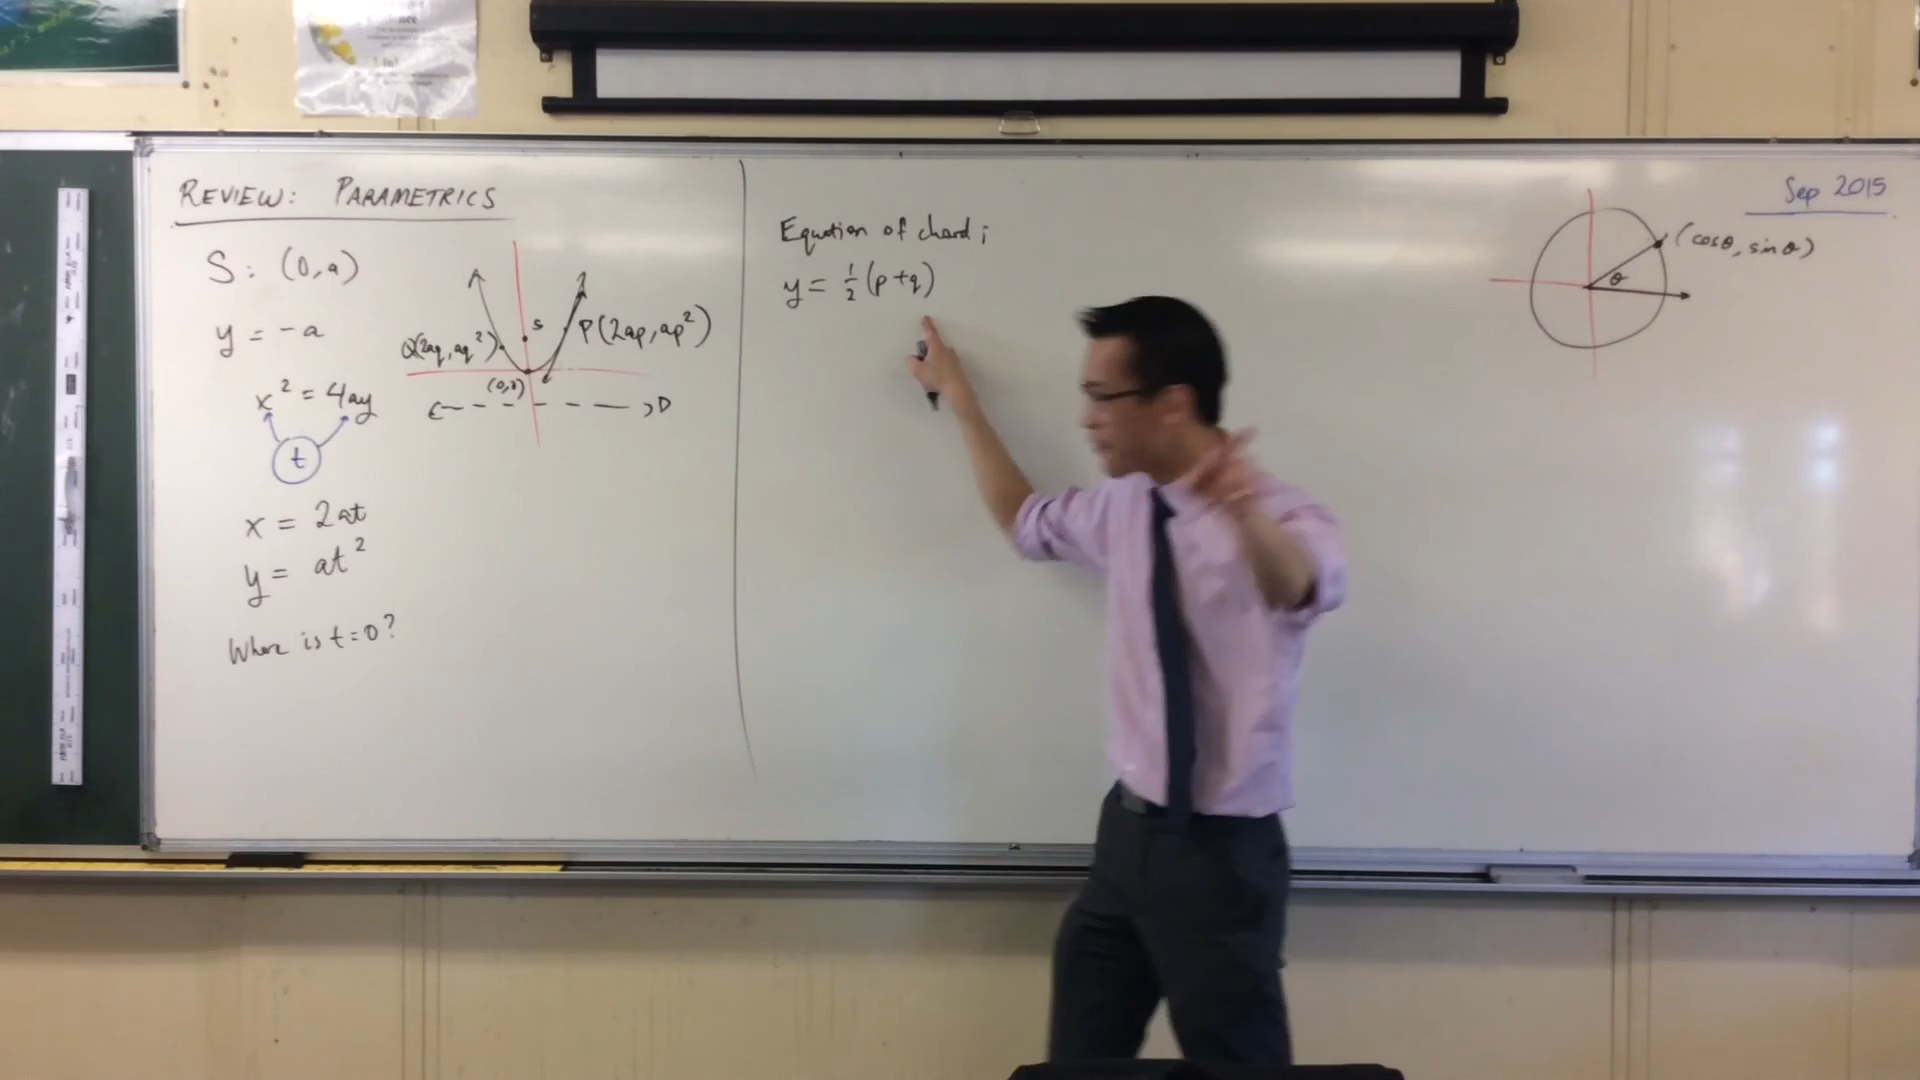 REVIEW: PARAMETRICS
S: (0,a)
y = -a
x² = 4ay
t
x = 2at
y = at²
Where is t=0?
S
P(2ap, ap²)
Q(2aq, aq²)
(0,0)
D
Equation of chord;
y = ½(p+q)
Sep 2015
(cosθ, sinθ)
θ